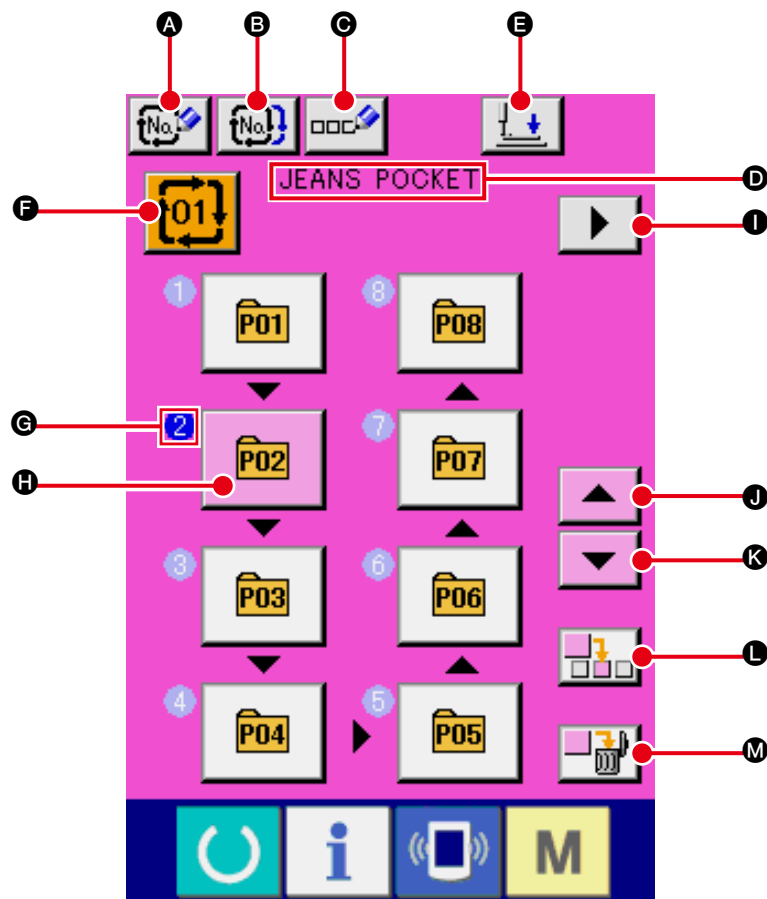 A B C E
No. No.
JEANS POCKET D
F 01 I
1 P01 8 P08
G 2 P02 7 P07
H J
K
3 P03 6 P06
L
4 P04 5 P05
M
i M